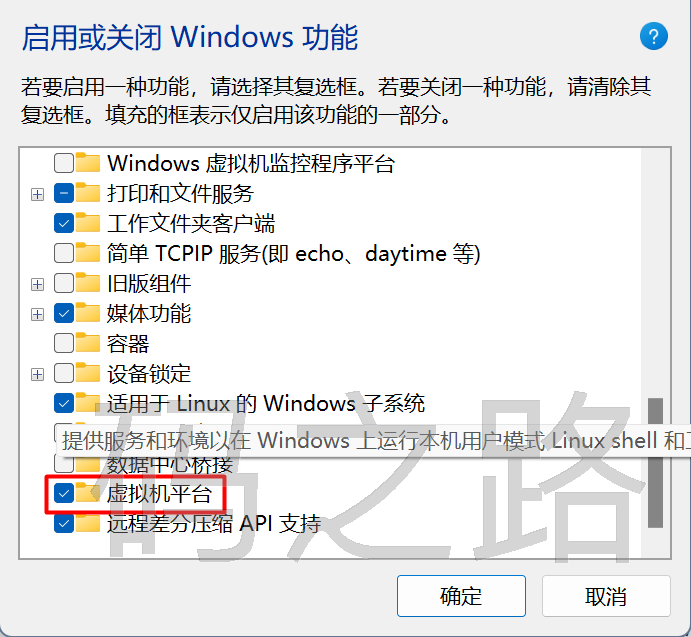 启用或关闭 Windows 功能
?
若要启用一种功能，请选择其复选框。若要关闭一种功能，请清除其
复选框。填充的框表示仅启用该功能的一部分。
Windows 虚拟机监控程序平台
打印和文件服务
工作文件夹客户端
简单 TCPIP 服务(即 echo、daytime 等)
旧版组件
媒体功能
容器
设备锁定
适用于 Linux 的 Windows 子系统
提供服务和环境以在 Windows 上运行本机用户模式 Linux shell 和
数据中心桥接
虚拟机平台
远程差分压缩 API 支持
码之路
确定
取消